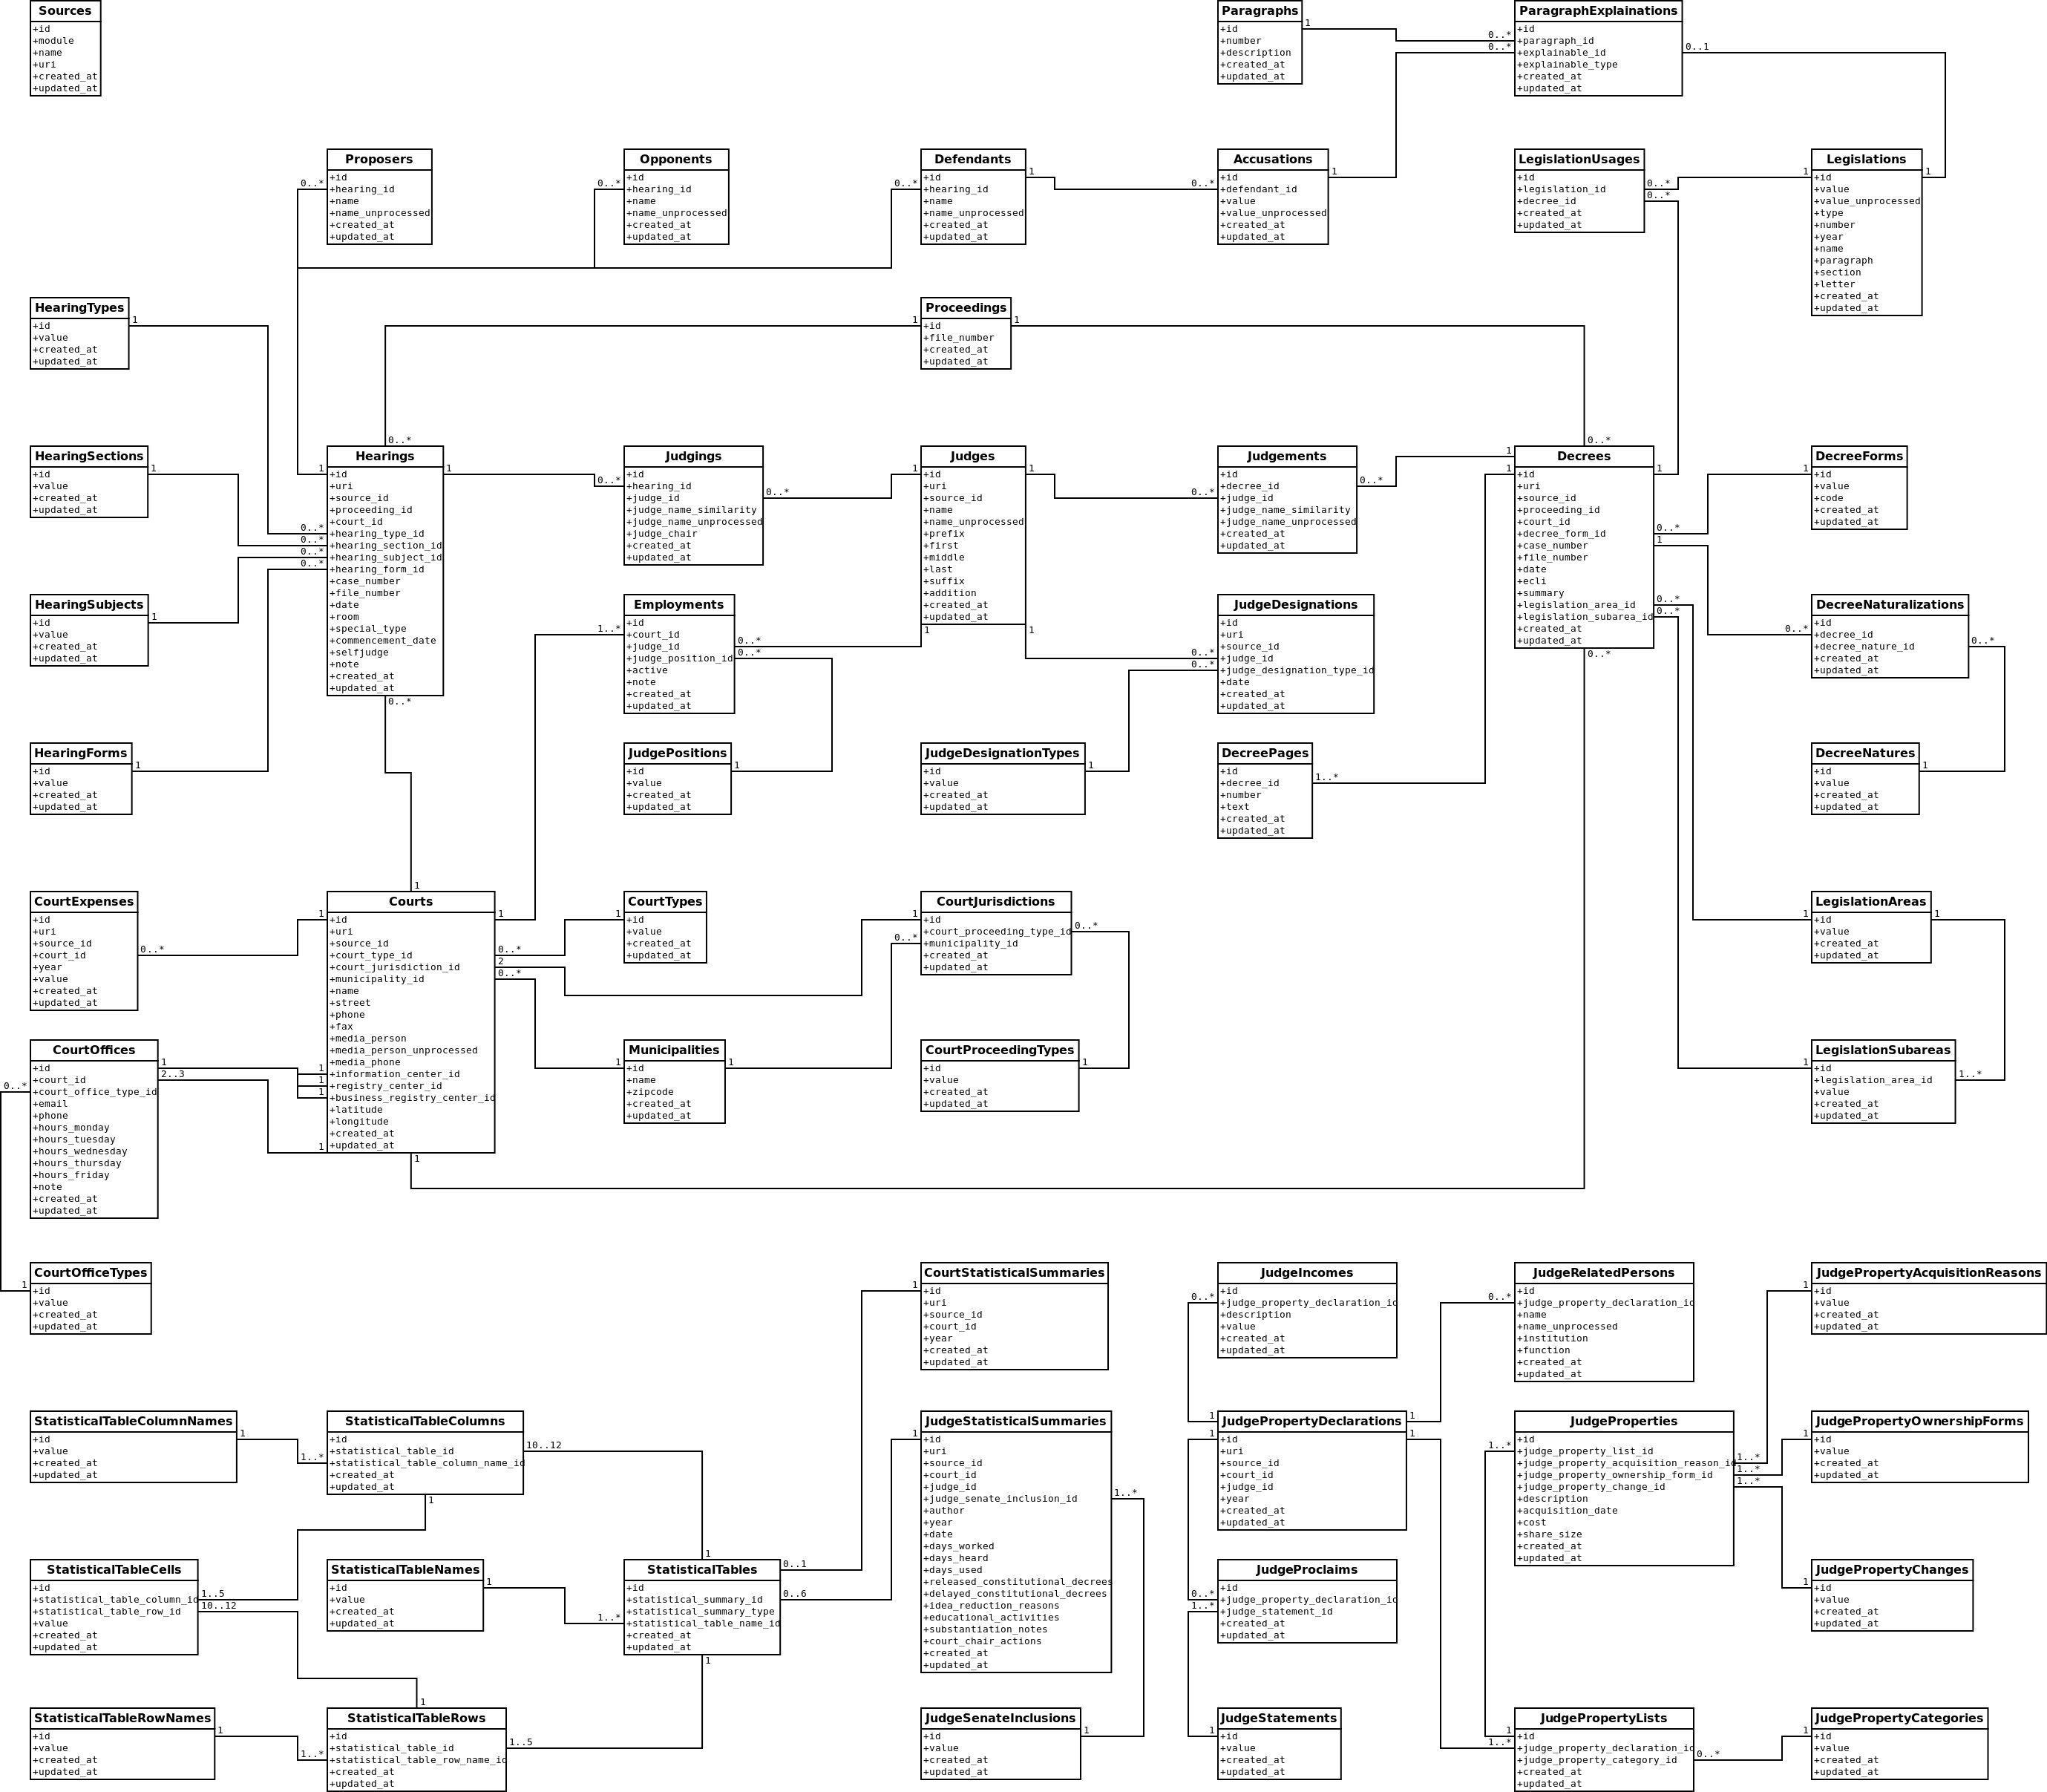 Sources
+id
+module
+name
+uri
+created_at
+updated_at
Paragraphs
+id
+number
+description
+created_at
+updated_at
1
ParagraphExplainations
+id
+paragraph_id
+explainable_id
+explainable_type
+created_at
+updated_at
0..*
0..*
0..1
Proposers
+id
+hearing_id
+name
+name_unprocessed
+created_at
+updated_at
0..*
Opponents
+id
+hearing_id
+name
+name_unprocessed
+created_at
+updated_at
0..*
Defendants
+id
+hearing_id
+name
+name_unprocessed
+created_at
+updated_at
0..*
1
Accusations
+id
+defendant_id
+value
+value_unprocessed
+created_at
+updated_at
0..*
1
LegislationUsages
+id
+legislation_id
+decree_id
+created_at
+updated_at
0..*
0..*
Legislations
+id
+value
+value_unprocessed
+type
+number
+year
+name
+paragraph
+section
+letter
+created_at
+updated_at
1
1
HearingTypes
+id
+value
+created_at
+updated_at
1
Proceedings
+id
+file_number
+created_at
+updated_at
1
1
HearingSections
+id
+value
+created_at
+updated_at
1
Hearings
+id
+uri
+source_id
+proceeding_id
+court_id
+hearing_type_id
+hearing_section_id
+hearing_subject_id
+hearing_form_id
+case_number
+file_number
+date
+room
+special_type
+commencement_date
+selfjudge
+note
+created_at
+updated_at
0..*
1
1
0..*
0..*
0..*
0..*
0..*
Judgings
+id
+hearing_id
+judge_id
+judge_name_similarity
+judge_name_unprocessed
+judge_chair
+created_at
+updated_at
0..*
0..*
Judges
+id
+uri
+source_id
+name
+name_unprocessed
+prefix
+first
+middle
+last
+suffix
+addition
+created_at
+updated_at
1
1
1
1
Judgements
+id
+decree_id
+judge_id
+judge_name_similarity
+judge_name_unprocessed
+created_at
+updated_at
0..*
0..*
Decrees
+id
+uri
+source_id
+proceeding_id
+court_id
+decree_form_id
+case_number
+file_number
+date
+ecli
+summary
+legislation_area_id
+legislation_subarea_id
+created_at
+updated_at
0..*
1
1
1
0..*
1
0..*
0..*
0..*
DecreeForms
+id
+value
+code
+created_at
+updated_at
1
HearingSubjects
+id
+value
+created_at
+updated_at
1
Employments
+id
+court_id
+judge_id
+judge_position_id
+active
+note
+created_at
+updated_at
1..*
0..*
0..*
JudgeDesignations
+id
+uri
+source_id
+judge_id
+judge_designation_type_id
+date
+created_at
+updated_at
0..*
0..*
DecreeNaturalizations
+id
+decree_id
+decree_nature_id
+created_at
+updated_at
0..*
0..*
HearingForms
+id
+value
+created_at
+updated_at
1
JudgePositions
+id
+value
+created_at
+updated_at
1
JudgeDesignationTypes
+id
+value
+created_at
+updated_at
1
DecreePages
+id
+decree_id
+number
+text
+created_at
+updated_at
1..*
DecreeNatures
+id
+value
+created_at
+updated_at
1
CourtExpenses
+id
+uri
+source_id
+court_id
+year
+value
+created_at
+updated_at
0..*
Courts
+id
+uri
+source_id
+court_type_id
+court_jurisdiction_id
+municipality_id
+name
+street
+phone
+fax
+media_person
+media_person_unprocessed
+media_phone
+information_center_id
+registry_center_id
+business_registry_center_id
+latitude
+longitude
+created_at
+updated_at
1
1
1
0..*
2
0..*
1
1
1
1
1
CourtTypes
+id
+value
+created_at
+updated_at
1
CourtJurisdictions
+id
+court_proceeding_type_id
+municipality_id
+created_at
+updated_at
1
0..*
0..*
LegislationAreas
+id
+value
+created_at
+updated_at
1
1
CourtOffices
+id
+court_id
+court_office_type_id
+email
+phone
+hours_monday
+hours_tuesday
+hours_wednesday
+hours_thursday
+hours_friday
+note
+created_at
+updated_at
1
2..3
0..*
Municipalities
+id
+name
+zipcode
+created_at
+updated_at
1
1
CourtProceedingTypes
+id
+value
+created_at
+updated_at
1
LegislationSubareas
+id
+legislation_area_id
+value
+created_at
+updated_at
1
1..*
CourtOfficeTypes
+id
+value
+created_at
+updated_at
1
CourtStatisticalSummaries
+id
+uri
+source_id
+court_id
+year
+created_at
+updated_at
1
JudgeIncomes
+id
+judge_property_declaration_id
+description
+value
+created_at
+updated_at
0..*
JudgeRelatedPersons
+id
+judge_property_declaration_id
+name
+name_unprocessed
+institution
+function
+created_at
+updated_at
0..*
JudgePropertyAcquisitionReasons
+id
+value
+created_at
+updated_at
1
StatisticalTableColumnNames
+id
+value
+created_at
+updated_at
1
StatisticalTableColumns
+id
+statistical_table_id
+statistical_table_column_name_id
+created_at
+updated_at
1..*
10..12
1
JudgeStatisticalSummaries
+id
+uri
+source_id
+court_id
+judge_id
+judge_senate_inclusion_id
+author
+year
+date
+days_worked
+days_heard
+days_used
+released_constitutional_decrees
+delayed_constitutional_decrees
+idea_reduction_reasons
+educational_activities
+substantiation_notes
+court_chair_actions
+created_at
+updated_at
1
1..*
JudgePropertyDeclarations
+id
+uri
+source_id
+court_id
+judge_id
+year
+created_at
+updated_at
1
1
1
1
JudgeProperties
+id
+judge_property_list_id
+judge_property_acquisition_reason_id
+judge_property_ownership_form_id
+judge_property_change_id
+description
+acquisition_date
+cost
+share_size
+created_at
+updated_at
1..*
1..*
1..*
1..*
JudgePropertyOwnershipForms
+id
+value
+created_at
+updated_at
1
StatisticalTableCells
+id
+statistical_table_column_id
+statistical_table_row_id
+value
+created_at
+updated_at
1..5
10..12
StatisticalTableNames
+id
+value
+created_at
+updated_at
1
StatisticalTables
+id
+statistical_summary_id
+statistical_summary_type
+statistical_table_name_id
+created_at
+updated_at
1
0..1
0..6
1..*
1
JudgeProclaims
+id
+judge_property_declaration_id
+judge_statement_id
+created_at
+updated_at
0..*
1..*
JudgePropertyChanges
+id
+value
+created_at
+updated_at
1
StatisticalTableRowNames
+id
+value
+created_at
+updated_at
1
StatisticalTableRows
+id
+statistical_table_id
+statistical_table_row_name_id
+created_at
+updated_at
1
1..*
1..5
JudgeSenateInclusions
+id
+value
+created_at
+updated_at
1
JudgeStatements
+id
+value
+created_at
+updated_at
1
JudgePropertyLists
+id
+judge_property_declaration_id
+judge_property_category_id
+created_at
+updated_at
1
1..*
0..*
JudgePropertyCategories
+id
+value
+created_at
+updated_at
1